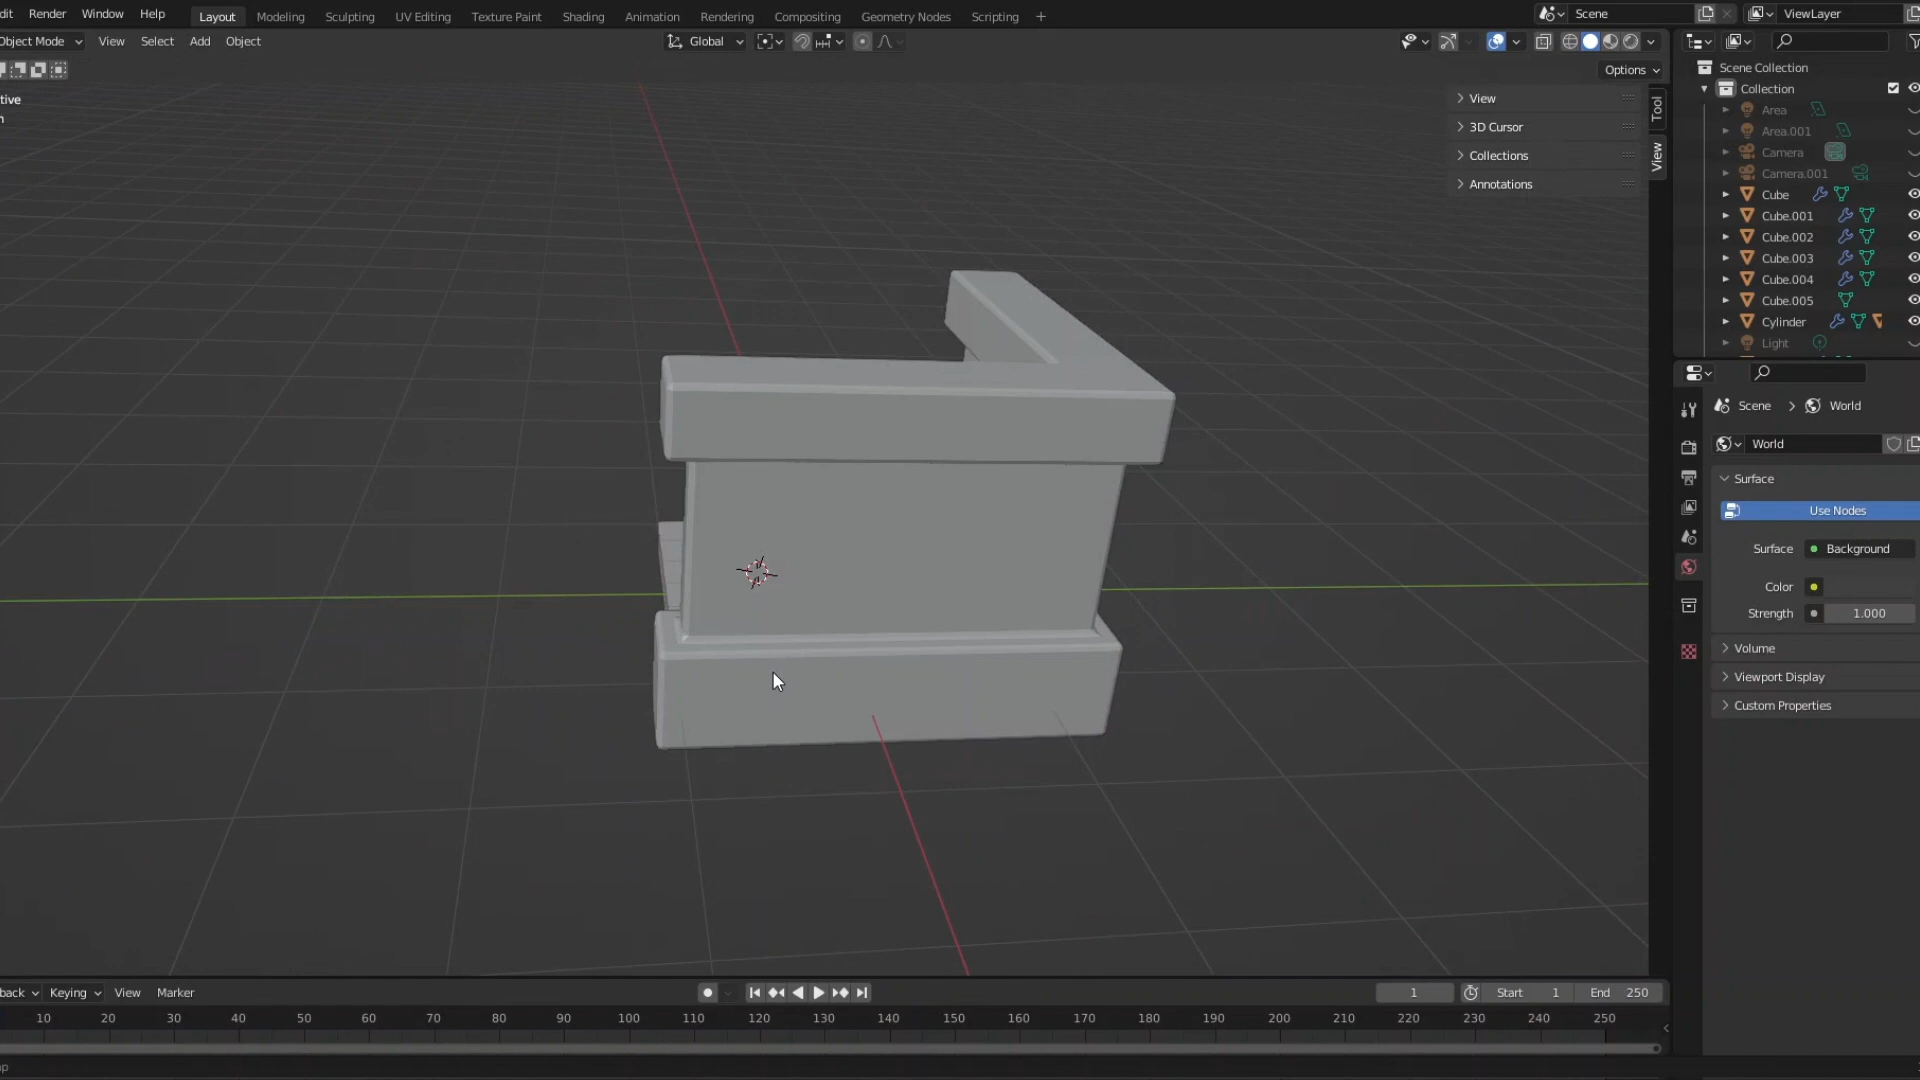 dit Render Window Help Layout Modeling Sculpting UV Editing Texture Paint Shading Animation Rendering Compositing Geometry Nodes Scripting + Scene ViewLayer
Object Mode View Select Add Object Global
Options
tive
n
View
3D Cursor
Collections
Annotations
Tool
View
Scene Collection
Collection
Area
Area.001
Camera
Camera.001
Cube
Cube.001
Cube.002
Cube.003
Cube.004
Cube.005
Cylinder
Light
Scene > World
World
Surface
Use Nodes
Surface Background
Color
Strength 1.000
Volume
Viewport Display
Custom Properties
back Keying View Marker 1 Start 1 End 250
10 20 30 40 50 60 70 80 90 100 110 120 130 140 150 160 170 180 190 200 210 220 230 240 250